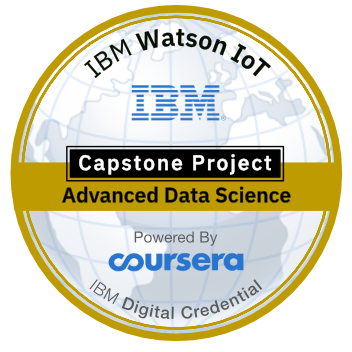 IBM Watson IoT
IBM
Capstone Project
Advanced Data Science
Powered By
coursera
IBM Digital Credential